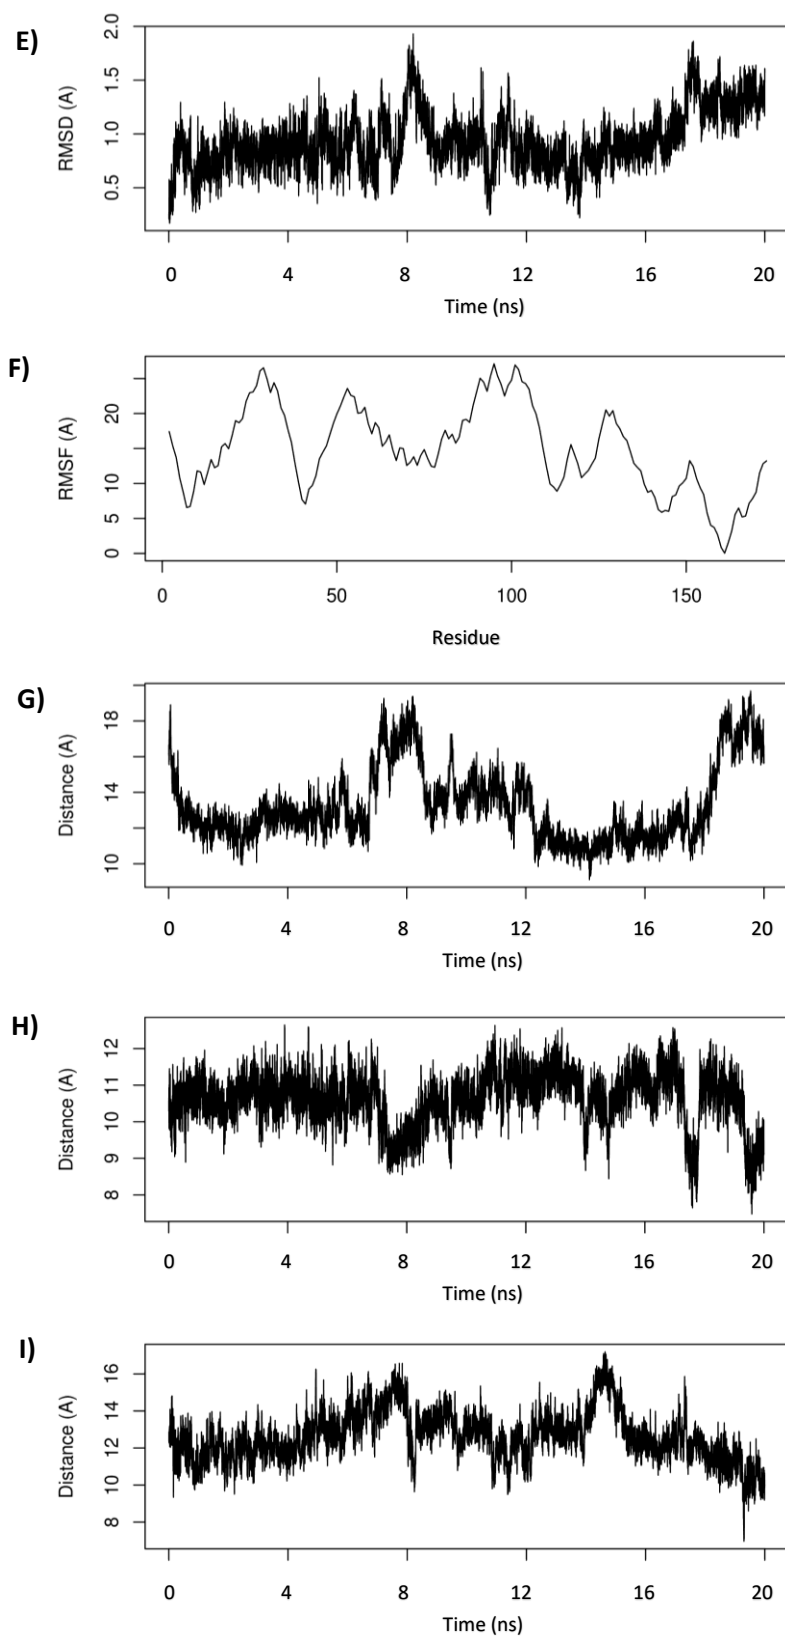 E)
RMSD (A)
2.0
1.5
1.0
0.5
0 4 8 12 16 20
Time (ns)
F)
RMSF (A)
20
10
5
0
0 50 100 150
Residue
G)
Distance (A)
18
14
10
0 4 8 12 16 20
Time (ns)
H)
Distance (A)
12
11
10
9
8
0 4 8 12 16 20
Time (ns)
I)
Distance (A)
16
14
12
10
8
0 4 8 12 16 20
Time (ns)